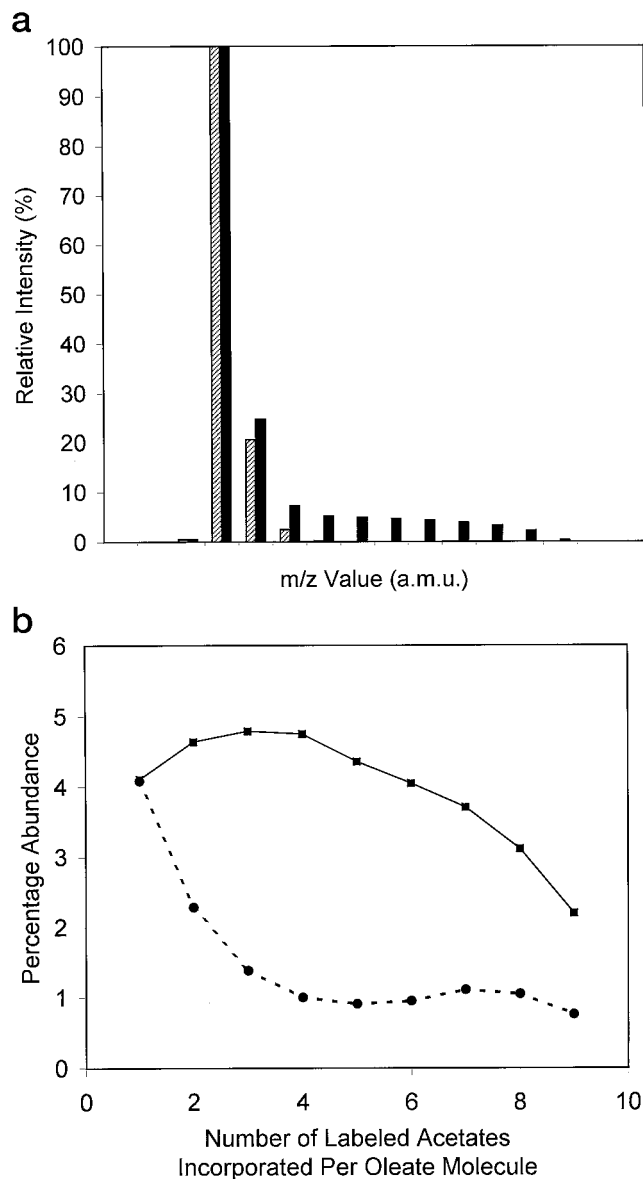 a
Relative Intensity (%)
100
90
80
70
60
50
40
30
20
10
0
m/z Value (a.m.u.)
b
Percentage Abundance
6
5
4
3
2
1
0
0 2 4 6 8 10
Number of Labeled Acetates
Incorporated Per Oleate Molecule